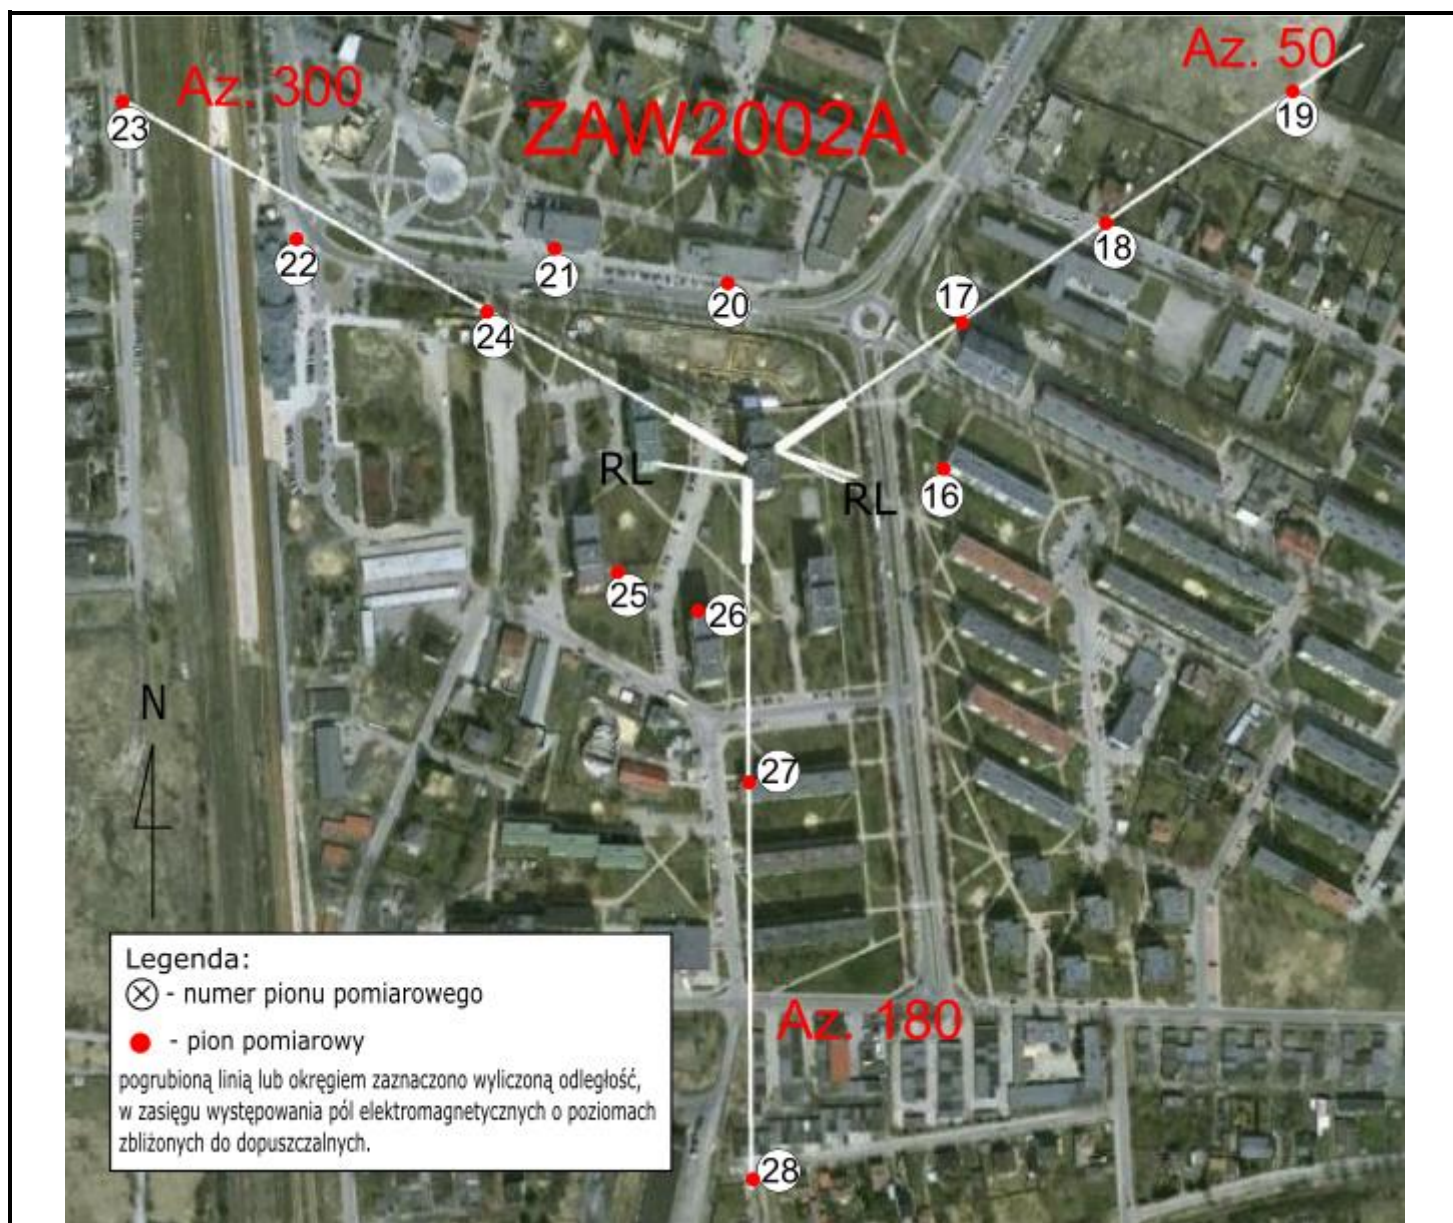 Az. 50
Az. 300
ZAW2002A
19
23
18
22
21
20
17
24
RL
RL
16
25
26
N
27
Legenda:
- numer pionu pomiarowego
- pion pomiarowy
pogrubioną linią lub okręgiem zaznaczono wyliczoną odległość,
w zasięgu występowania pól elektromagnetycznych o poziomach
zbliżonych do dopuszczalnych.
Az. 180
28